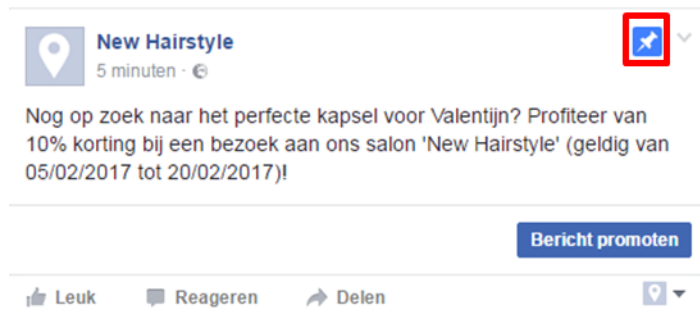 New Hairstyle
5 minuten ·
Nog op zoek naar het perfecte kapsel voor Valentijn? Profiteer van
10% korting bij een bezoek aan ons salon 'New Hairstyle' (geldig van
05/02/2017 tot 20/02/2017)!
Bericht promoten
Leuk Reageren Delen